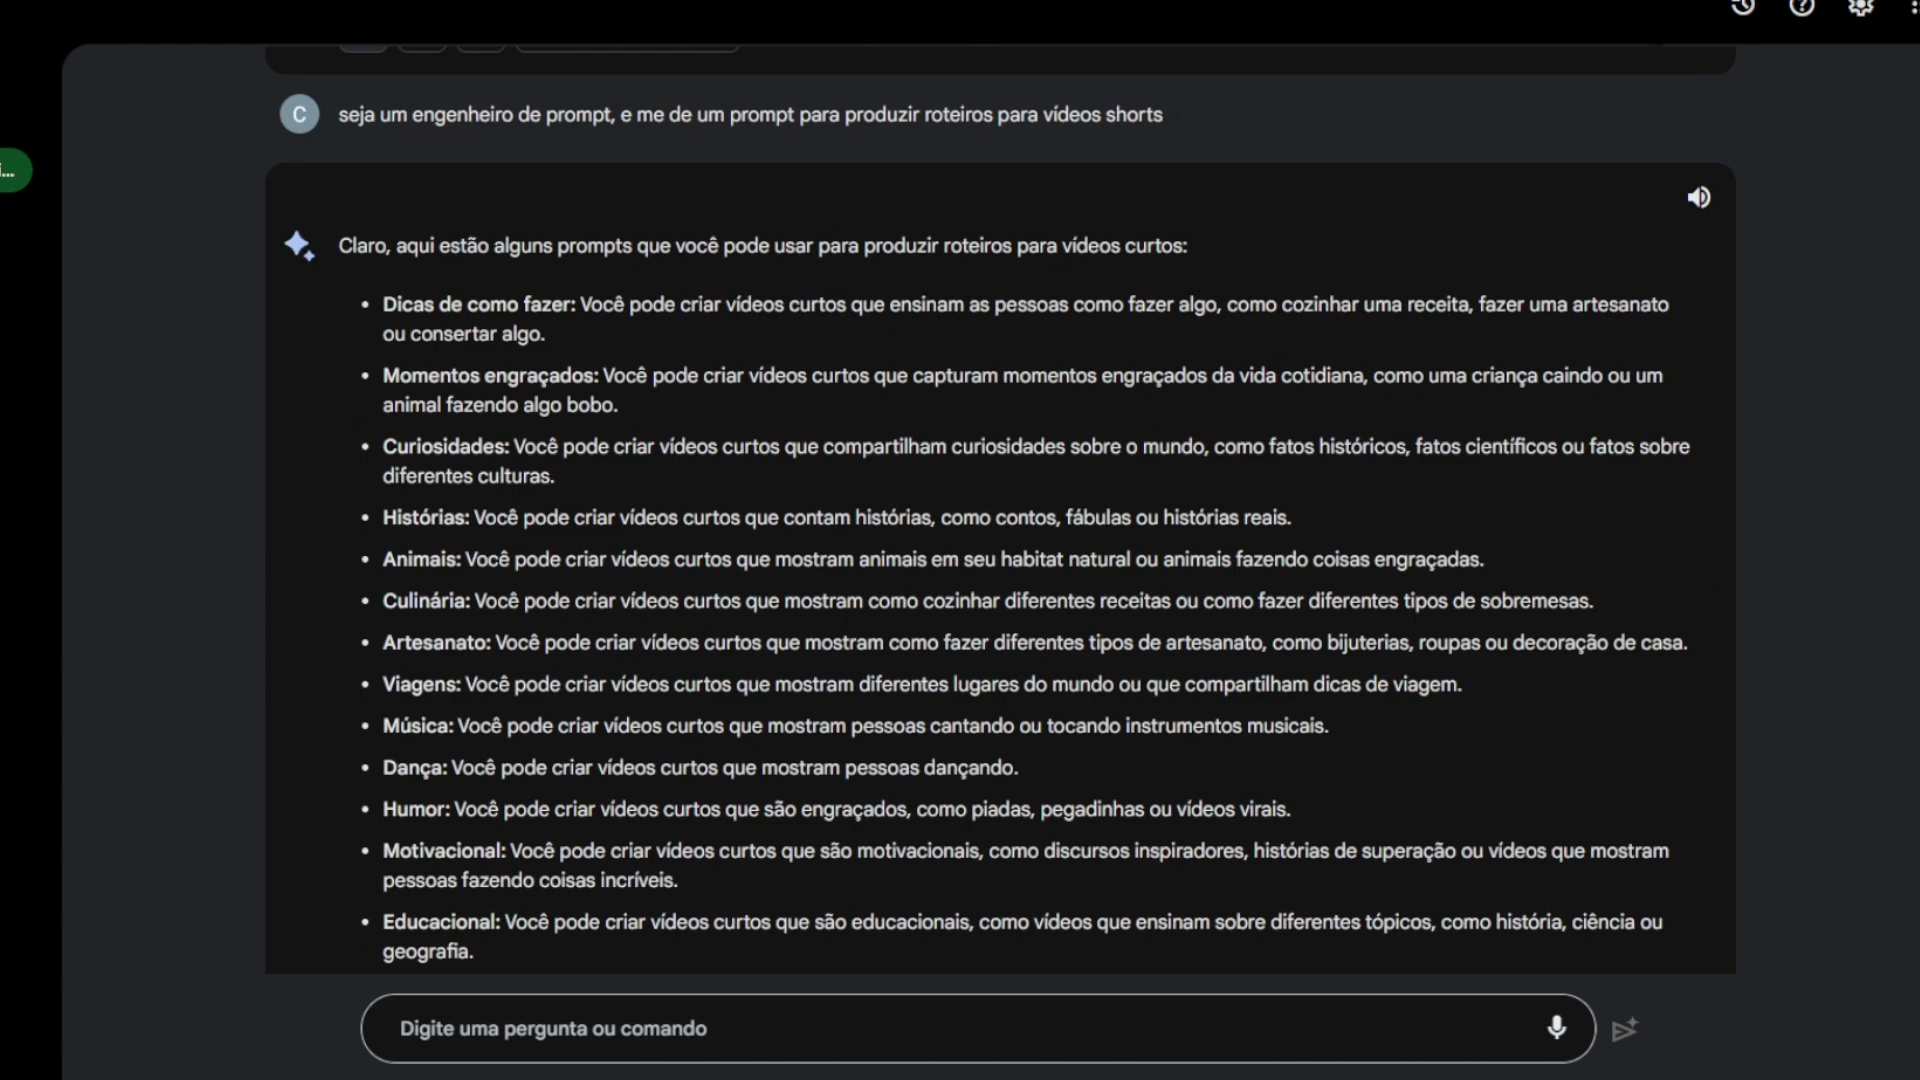 C
seja um engenheiro de prompt, e me de um prompt para produzir roteiros para vídeos shorts
Claro, aqui estão alguns prompts que você pode usar para produzir roteiros para vídeos curtos:
• Dicas de como fazer: Você pode criar vídeos curtos que ensinam as pessoas como fazer algo, como cozinhar uma receita, fazer uma artesanato
ou consertar algo.
• Momentos engraçados: Você pode criar vídeos curtos que capturam momentos engraçados da vida cotidiana, como uma criança caindo ou um
animal fazendo algo bobo.
• Curiosidades: Você pode criar vídeos curtos que compartilham curiosidades sobre o mundo, como fatos históricos, fatos científicos ou fatos sobre
diferentes culturas.
• Histórias: Você pode criar vídeos curtos que contam histórias, como contos, fábulas ou histórias reais.
• Animais: Você pode criar vídeos curtos que mostram animais em seu habitat natural ou animais fazendo coisas engraçadas.
• Culinária: Você pode criar vídeos curtos que mostram como cozinhar diferentes receitas ou como fazer diferentes tipos de sobremesas.
• Artesanato: Você pode criar vídeos curtos que mostram como fazer diferentes tipos de artesanato, como bijuterias, roupas ou decoração de casa.
• Viagens: Você pode criar vídeos curtos que mostram diferentes lugares do mundo ou que compartilham dicas de viagem.
• Música: Você pode criar vídeos curtos que mostram pessoas cantando ou tocando instrumentos musicais.
• Dança: Você pode criar vídeos curtos que mostram pessoas dançando.
• Humor: Você pode criar vídeos curtos que são engraçados, como piadas, pegadinhas ou vídeos virais.
• Motivacional: Você pode criar vídeos curtos que são motivacionais, como discursos inspiradores, histórias de superação ou vídeos que mostram
pessoas fazendo coisas incríveis.
• Educacional: Você pode criar vídeos curtos que são educacionais, como vídeos que ensinam sobre diferentes tópicos, como história, ciência ou
geografia.
Digite uma pergunta ou comando